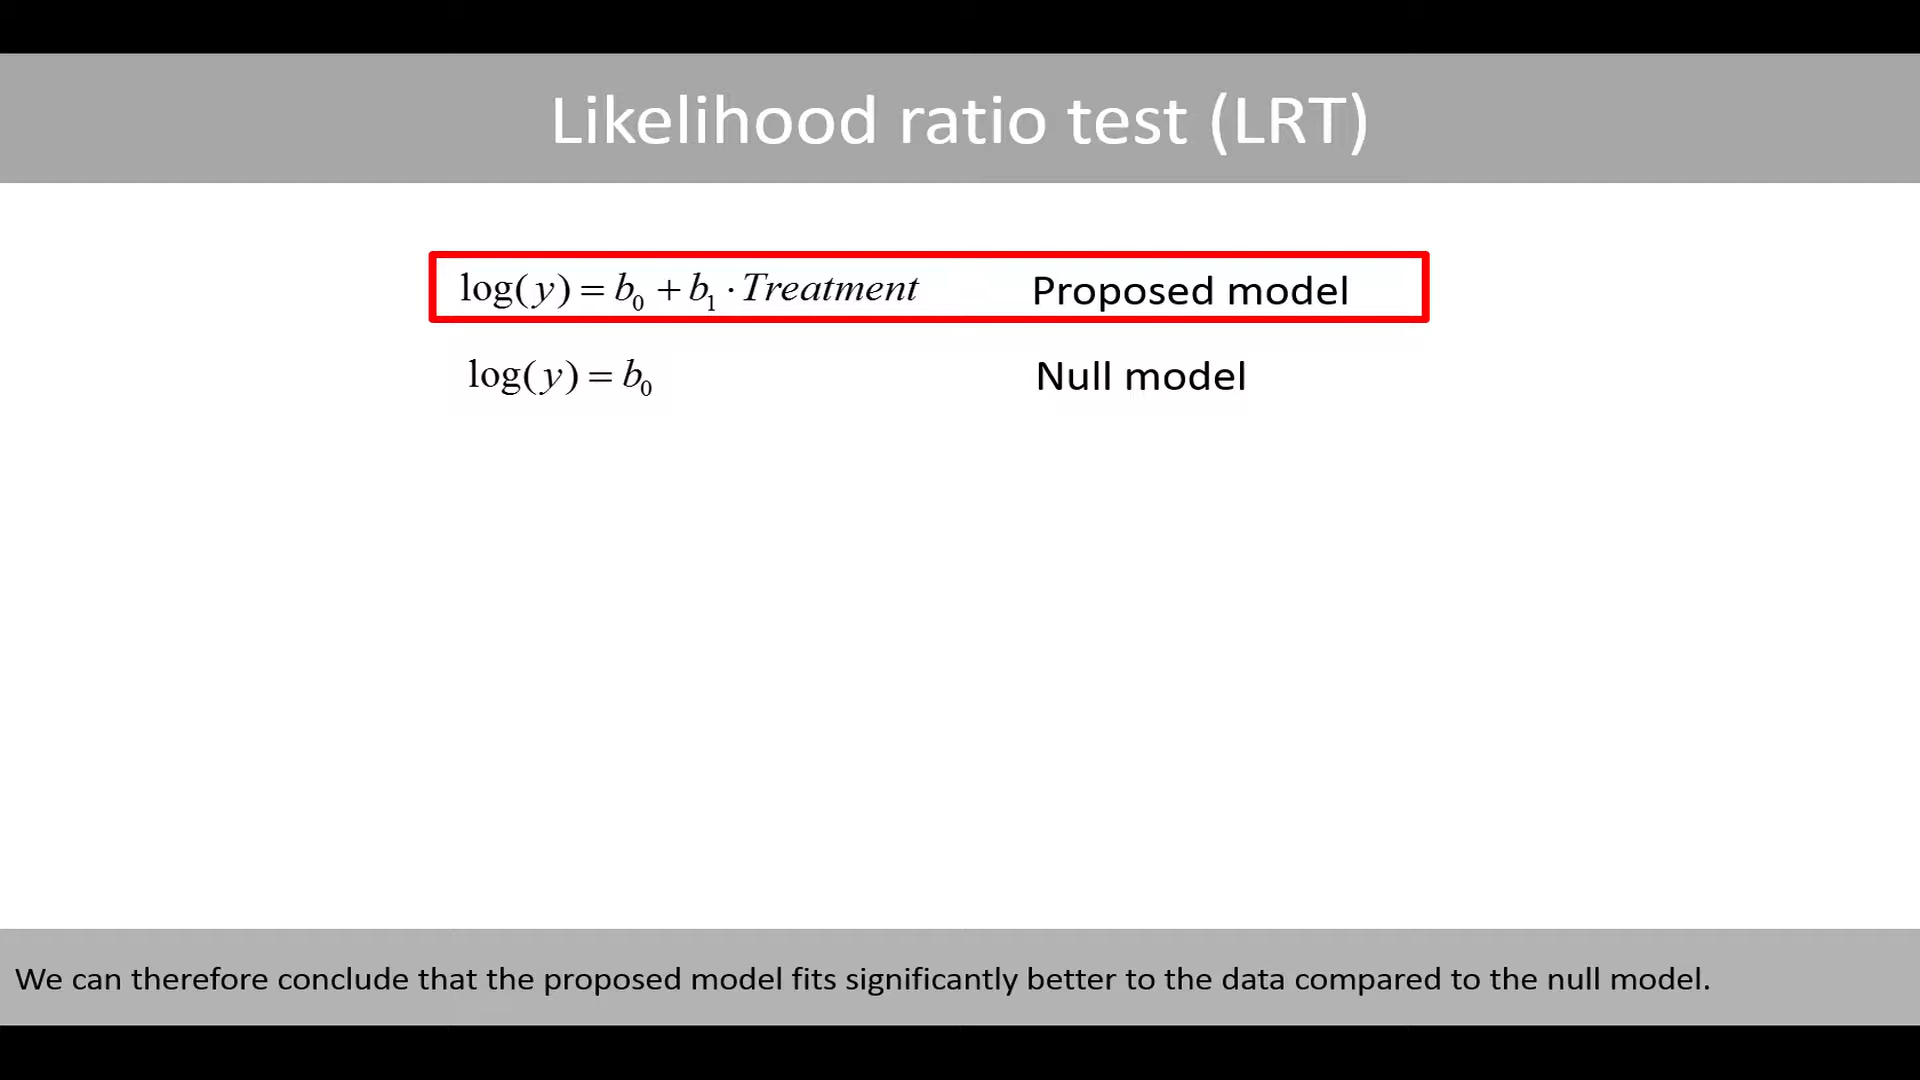 Likelihood ratio test (LRT)
log(y) = b₀ + b₁ · Treatment Proposed model
log(y) = b₀ Null model
We can therefore conclude that the proposed model fits significantly better to the data compared to the null model.